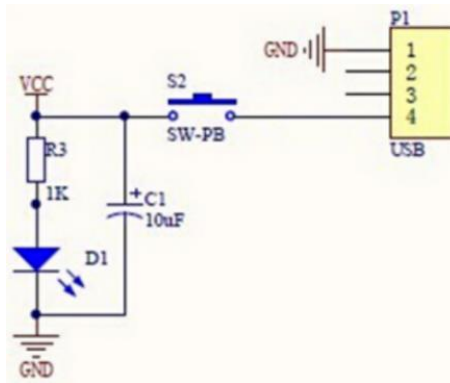 P1
GND
1
2
3
4
USB
VCC
S2
SW-PB
R3
1K
C1
+
10uF
D1
GND